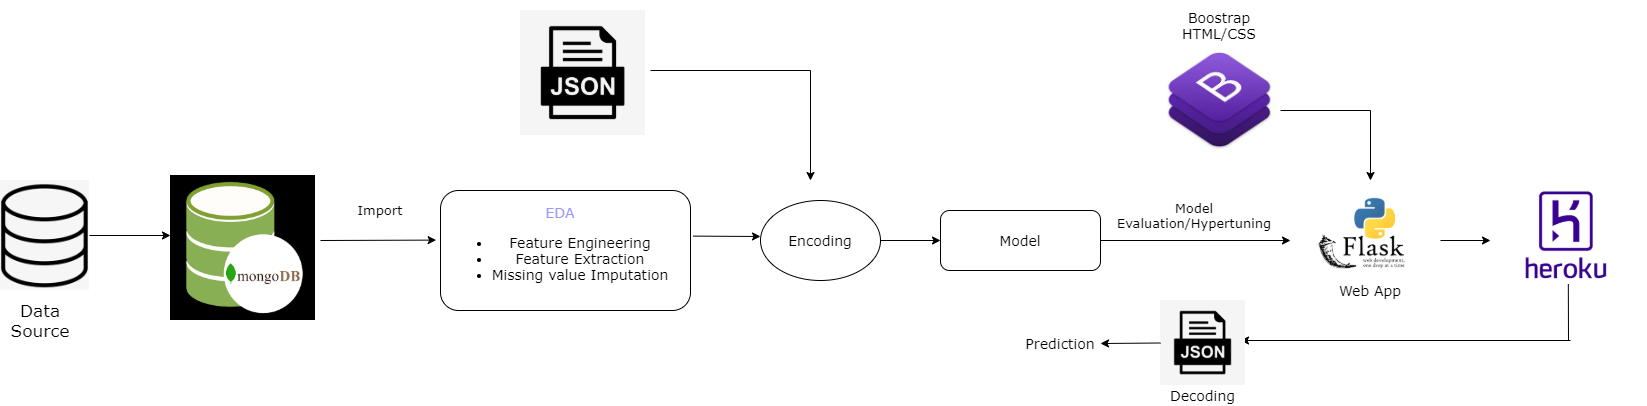 Boostrap
HTML/CSS
JSON
B
Import
EDA
Feature Engineering
Feature Extraction
Missing value Imputation
Encoding
Model
Model
Evaluation/Hypertuning
mongoDB
Flask
web development,
one drop at a time
Web App
heroku
Data
Source
Prediction
JSON
Decoding